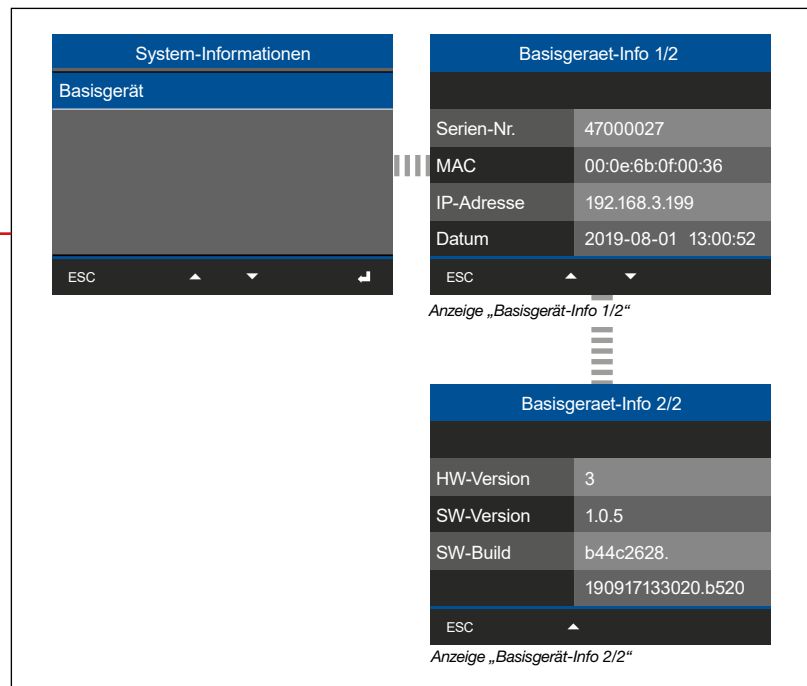 System-Informationen
Basisgerät
ESC
Basisgeraet-Info 1/2
Serien-Nr. 47000027
MAC 00:0e:6b:0f:00:36
IP-Adresse 192.168.3.199
Datum 2019-08-01 13:00:52
ESC
Anzeige „Basisgerät-Info 1/2“
Basisgeraet-Info 2/2
HW-Version 3
SW-Version 1.0.5
SW-Build b44c2628.
190917133020.b520
ESC
Anzeige „Basisgerät-Info 2/2“